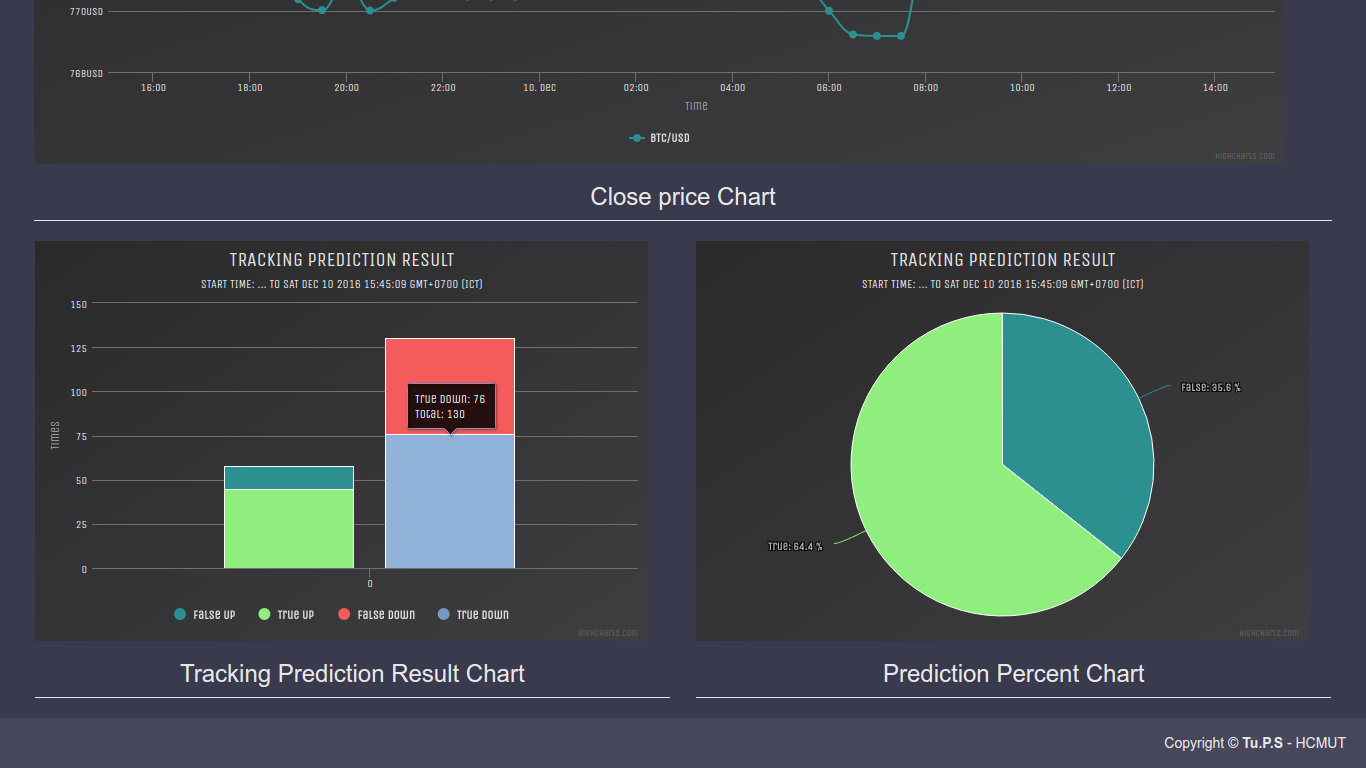 770USD
768USD
16:00 18:00 20:00 22:00 10. Dec 02:00 04:00 06:00 08:00 10:00 12:00 14:00
Time
BTC/USD
Highcharts.com
Close price Chart
TRACKING PREDICTION RESULT
START TIME: ... TO SAT DEC 10 2016 15:45:09 GMT+0700 (ICT)
150
125
100
75
50
25
0
Times
True Down: 76
Total: 130
0
False Up True Up False Down True Down
Highcharts.com
Tracking Prediction Result Chart
TRACKING PREDICTION RESULT
START TIME: ... TO SAT DEC 10 2016 15:45:09 GMT+0700 (ICT)
False: 35.6 %
True: 64.4 %
Highcharts.com
Prediction Percent Chart
Copyright © Tu.P.S - HCMUT